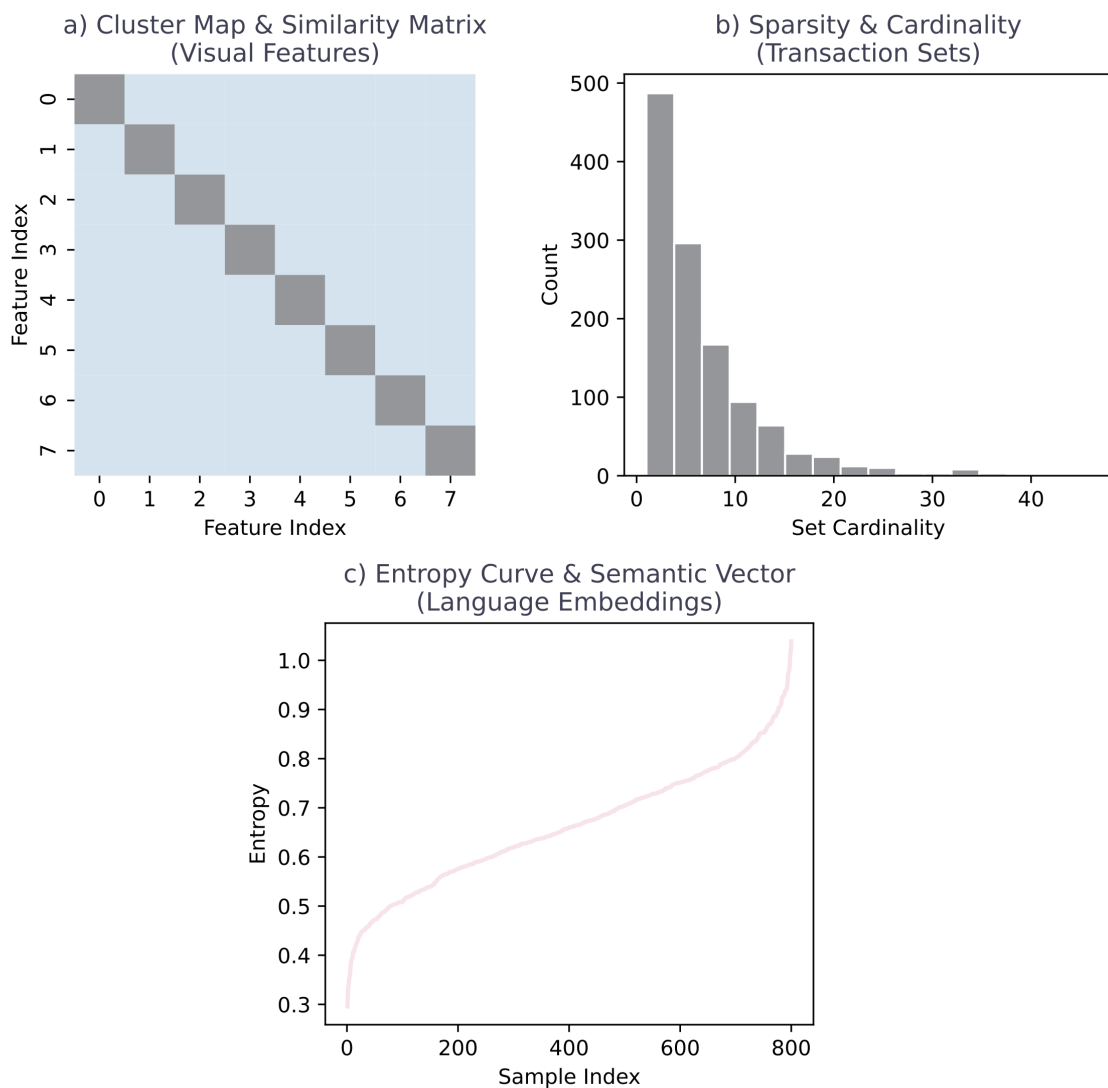 a) Cluster Map & Similarity Matrix
(Visual Features)
0
1
2
3
4
5
6
7
Feature Index
0 1 2 3 4 5 6 7
Feature Index
b) Sparsity & Cardinality
(Transaction Sets)
500
400
300
200
100
0
Count
0 10 20 30 40
Set Cardinality
c) Entropy Curve & Semantic Vector
(Language Embeddings)
1.0
0.9
0.8
0.7
0.6
0.5
0.4
0.3
Entropy
0 200 400 600 800
Sample Index